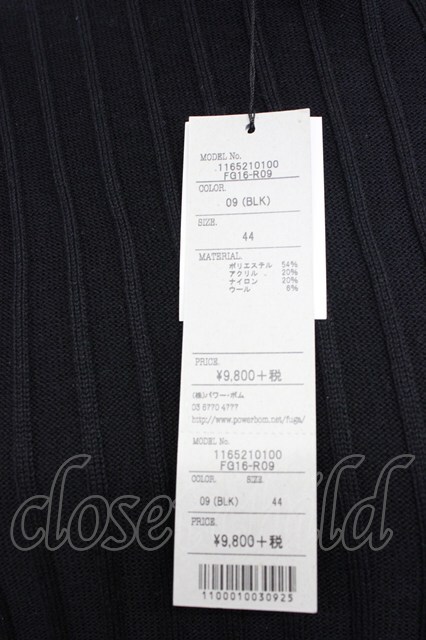 MODEL No.
1165210100
FG16-R09
COLOR.
09 (BLK)
SIZE.
44
MATERIAL.
ポリエステル 54%
アクリル 20%
ナイロン 20%
ウール 6%
PRICE.
¥9,800+税
(株)パワーボム
03 6770-4777
http://www.powerbom.net/fuga/
MODEL No.
1165210100
FG16-R09
COLOR. SIZE.
09 (BLK) 44
PRICE.
¥9,800+税
1100010030925